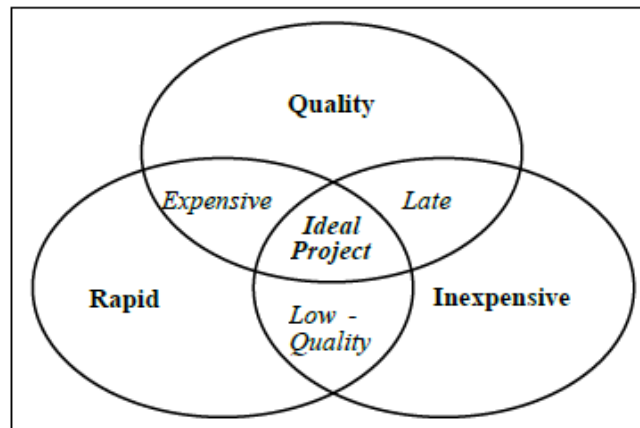 Quality
Expensive
Late
Ideal
Project
Rapid
Inexpensive
Low -
Quality